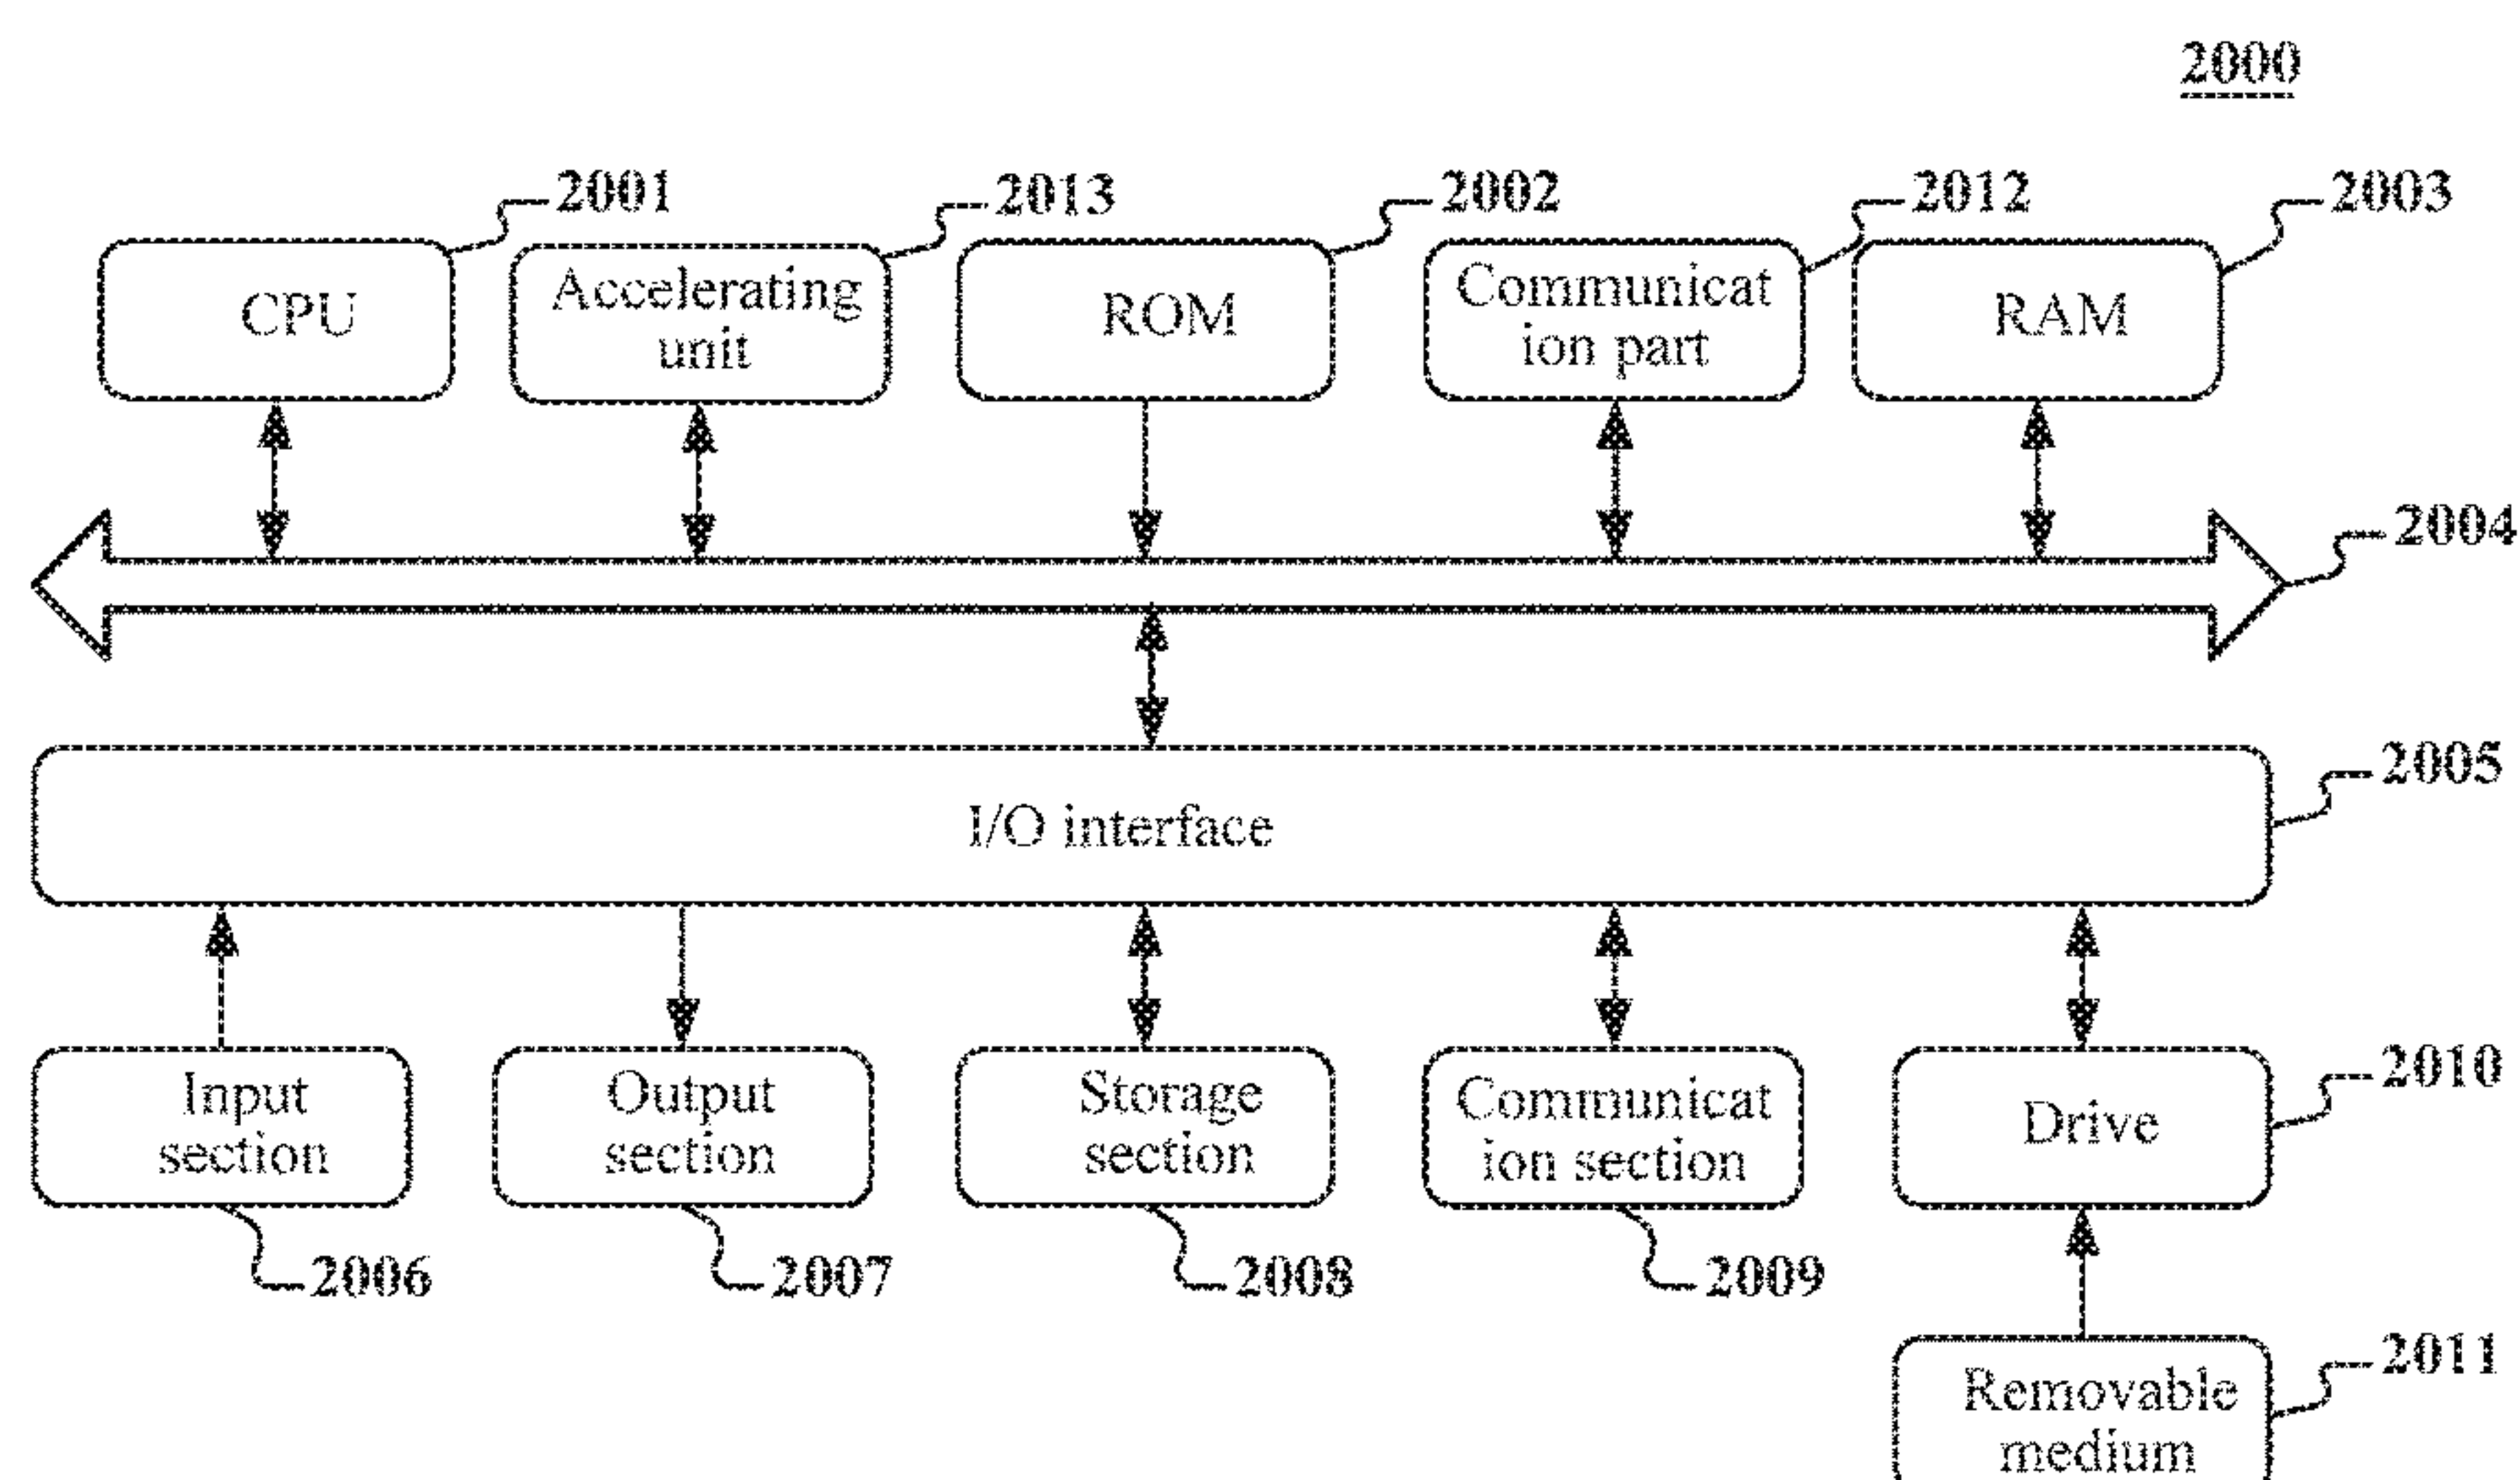 2000
2001
2013
2002
2012
2003
CPU
Accelerating
unit
ROM
Communicat
ion part
RAM
2004
2005
I/O interface
Input
section
Output
section
Storage
section
Communicat
ion section
Drive
2010
2006
2007
2008
2009
2011
Removable
medium